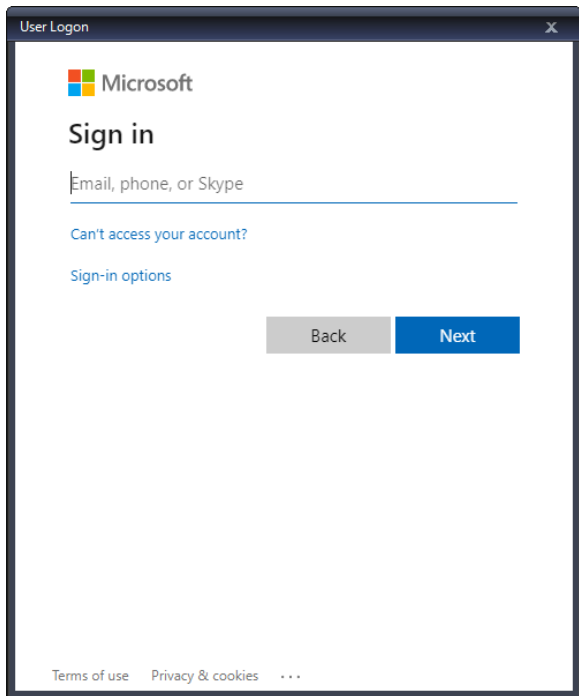 User Logon X
Microsoft
Sign in
Email, phone, or Skype
Can't access your account?
Sign-in options
Back Next
Terms of use Privacy & cookies ...